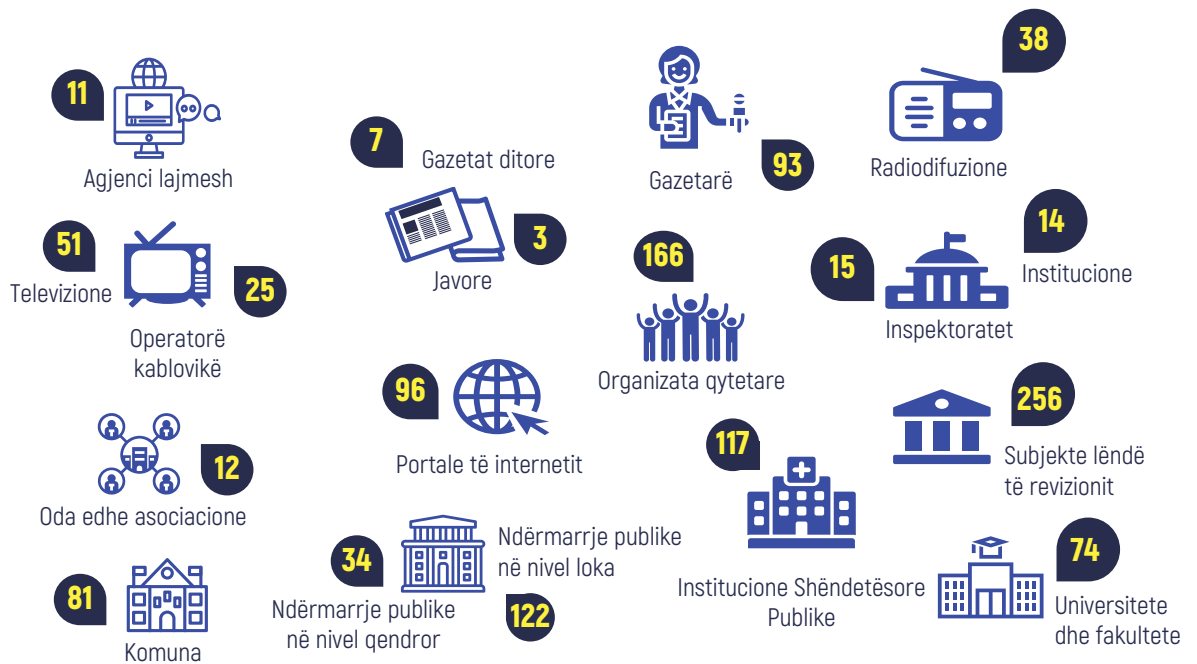 11
Agjenci lajmesh
51
Televizione
25
Operatorë
kablovikë
12
Oda edhe asociacione
81
Komuna
7
Gazetat ditore
3
Javore
96
Portale të internetit
34
Ndërmarrje publike
në nivel qendror
Ndërmarrje publike
në nivel loka
122
Gazetarë
93
166
Organizata qytetare
117
Institucione Shëndetësore
Publike
38
Radiodifuzione
14
Institucione
15
Inspektoratet
256
Subjekte lëndë
të revizionit
74
Universitete
dhe fakultete